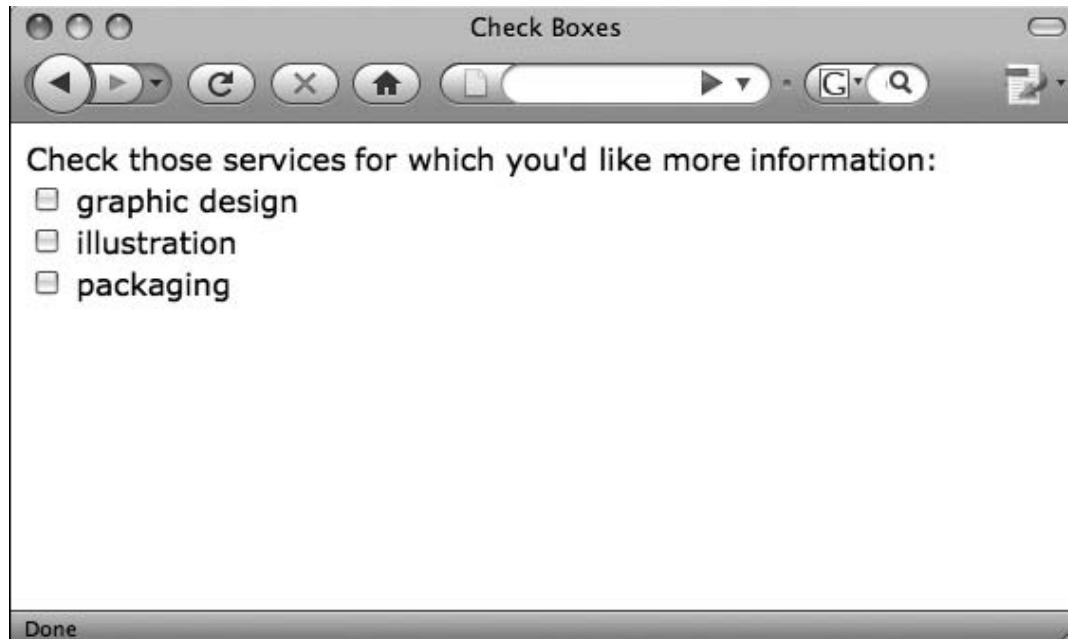 Check Boxes
G
Check those services for which you'd like more information:
graphic design
illustration
packaging
Done